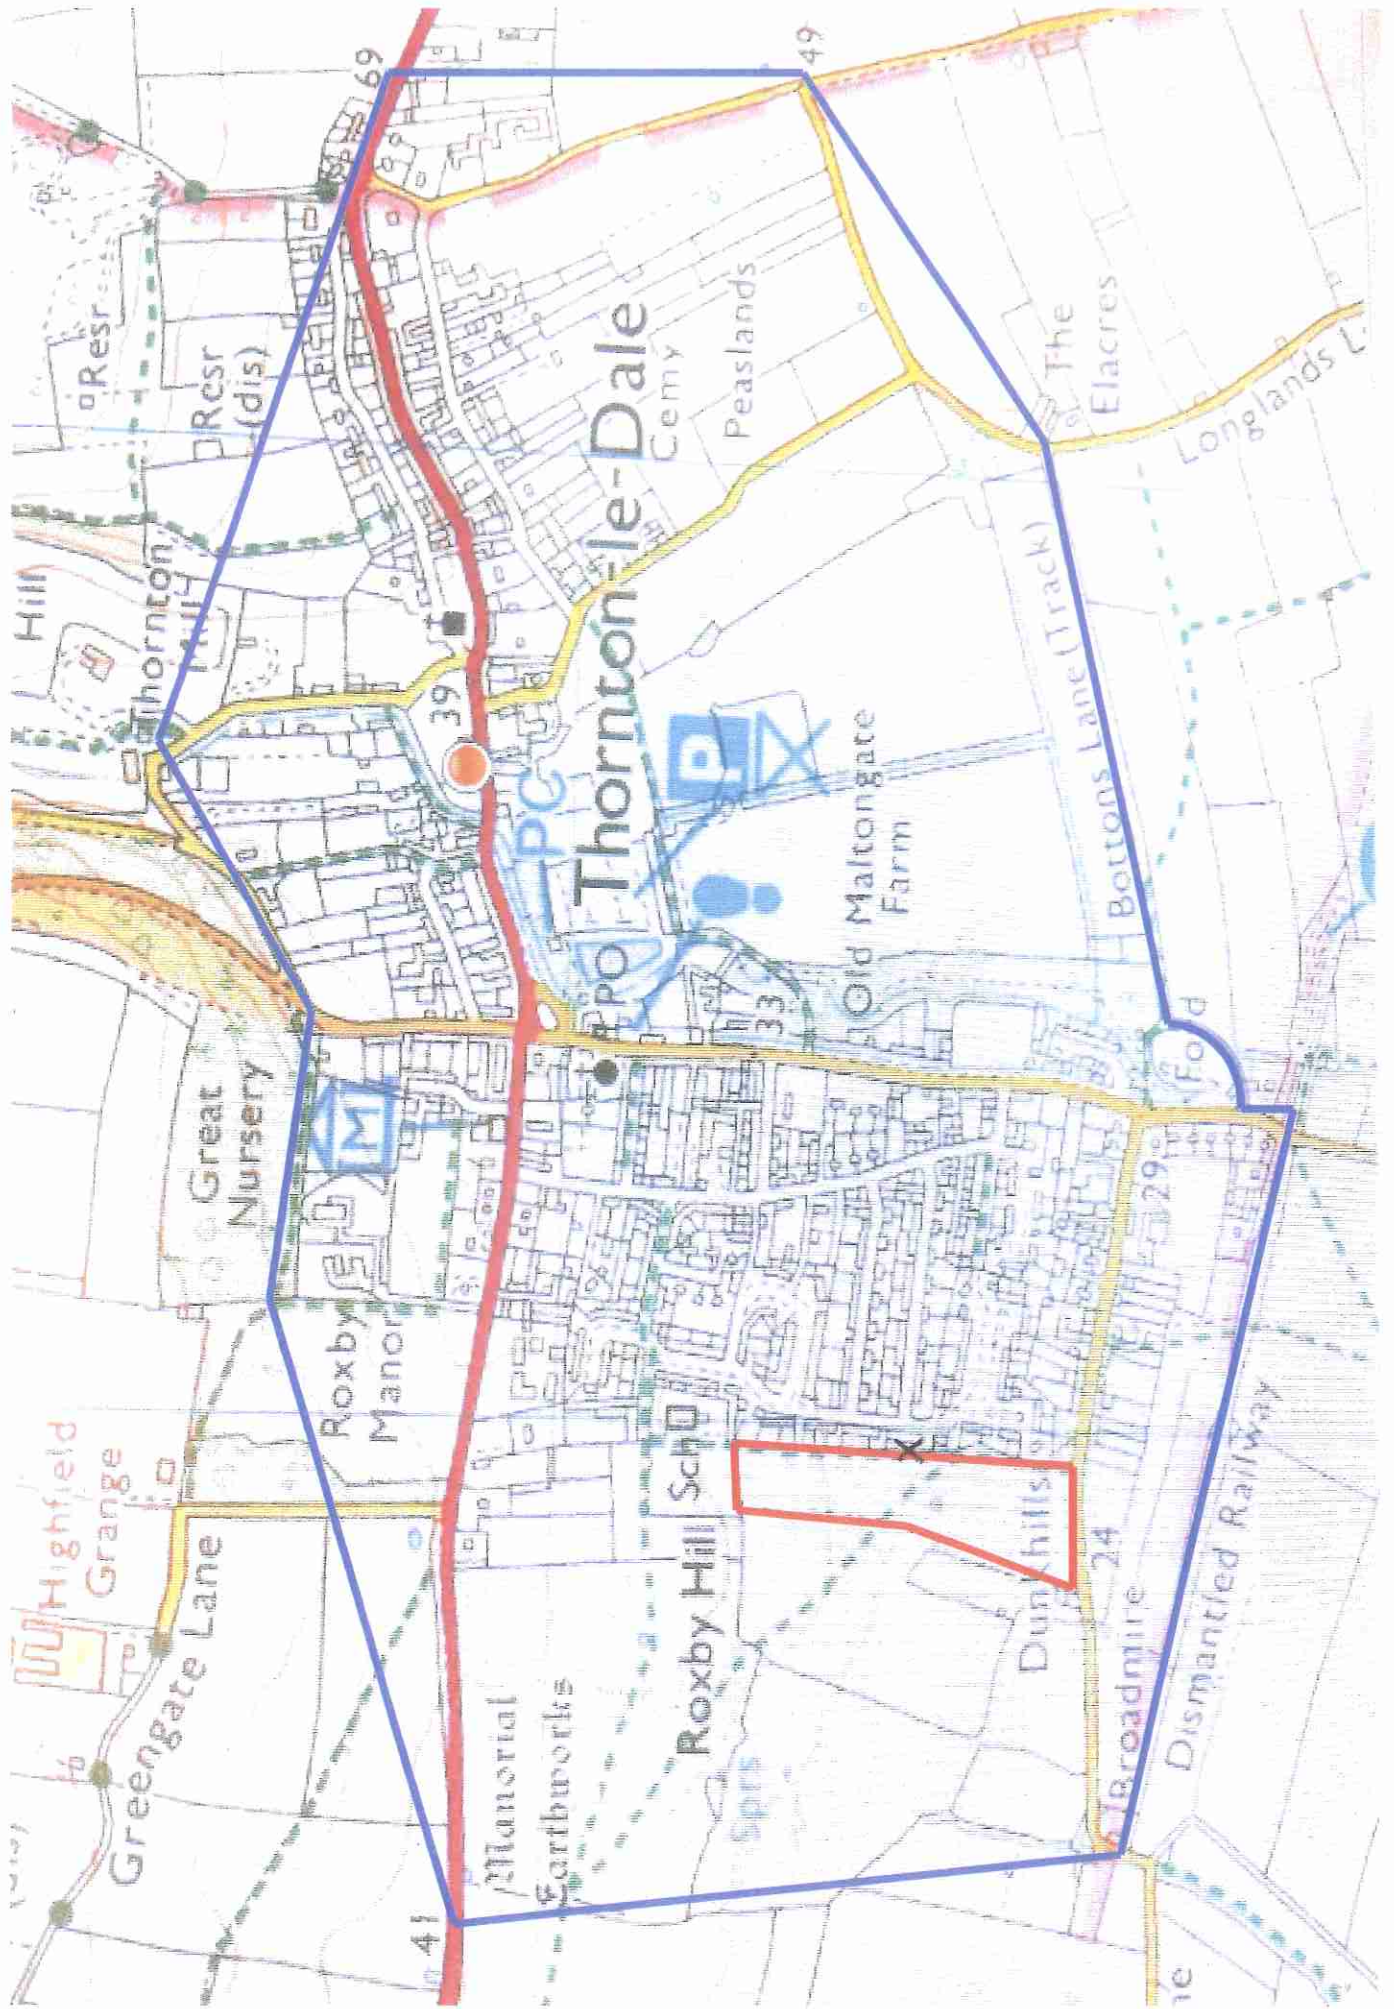 Highfield
Grange
Greengate Lane
Great
Nursery
Roxby
Manor
M
Hill
Thornton
Mill
Resr
Resr
(dis)
69
49
39
41
Manorial
Earthworks
Roxby Hill
Sch
PO
PC
P
33
Thornton-le-Dale
Cemy
Peaslands
Old Maltongate
Farm
The
Elacres
Longlands L
Bottons Lane (Track)
Ford
29
24
X
Dunhills
Broadmire
Dismantled Railway
Sprs